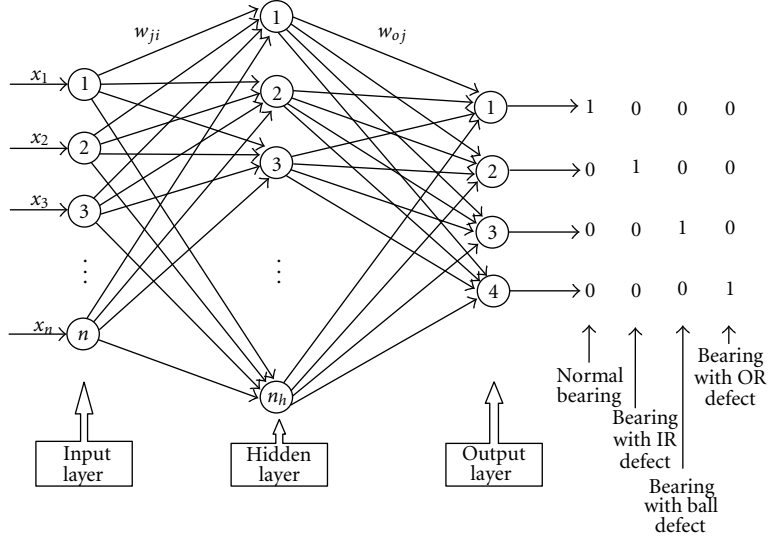 w_ji
w_oj
x_1
x_2
x_3
x_n
1
2
3
⋮
n
1
2
3
⋮
n_h
1
2
3
4
1 0 0 0
0 1 0 0
0 0 1 0
0 0 0 1
Input
layer
Hidden
layer
Output
layer
Normal
bearing
Bearing
with IR
defect
Bearing
with ball
defect
Bearing
with OR
defect